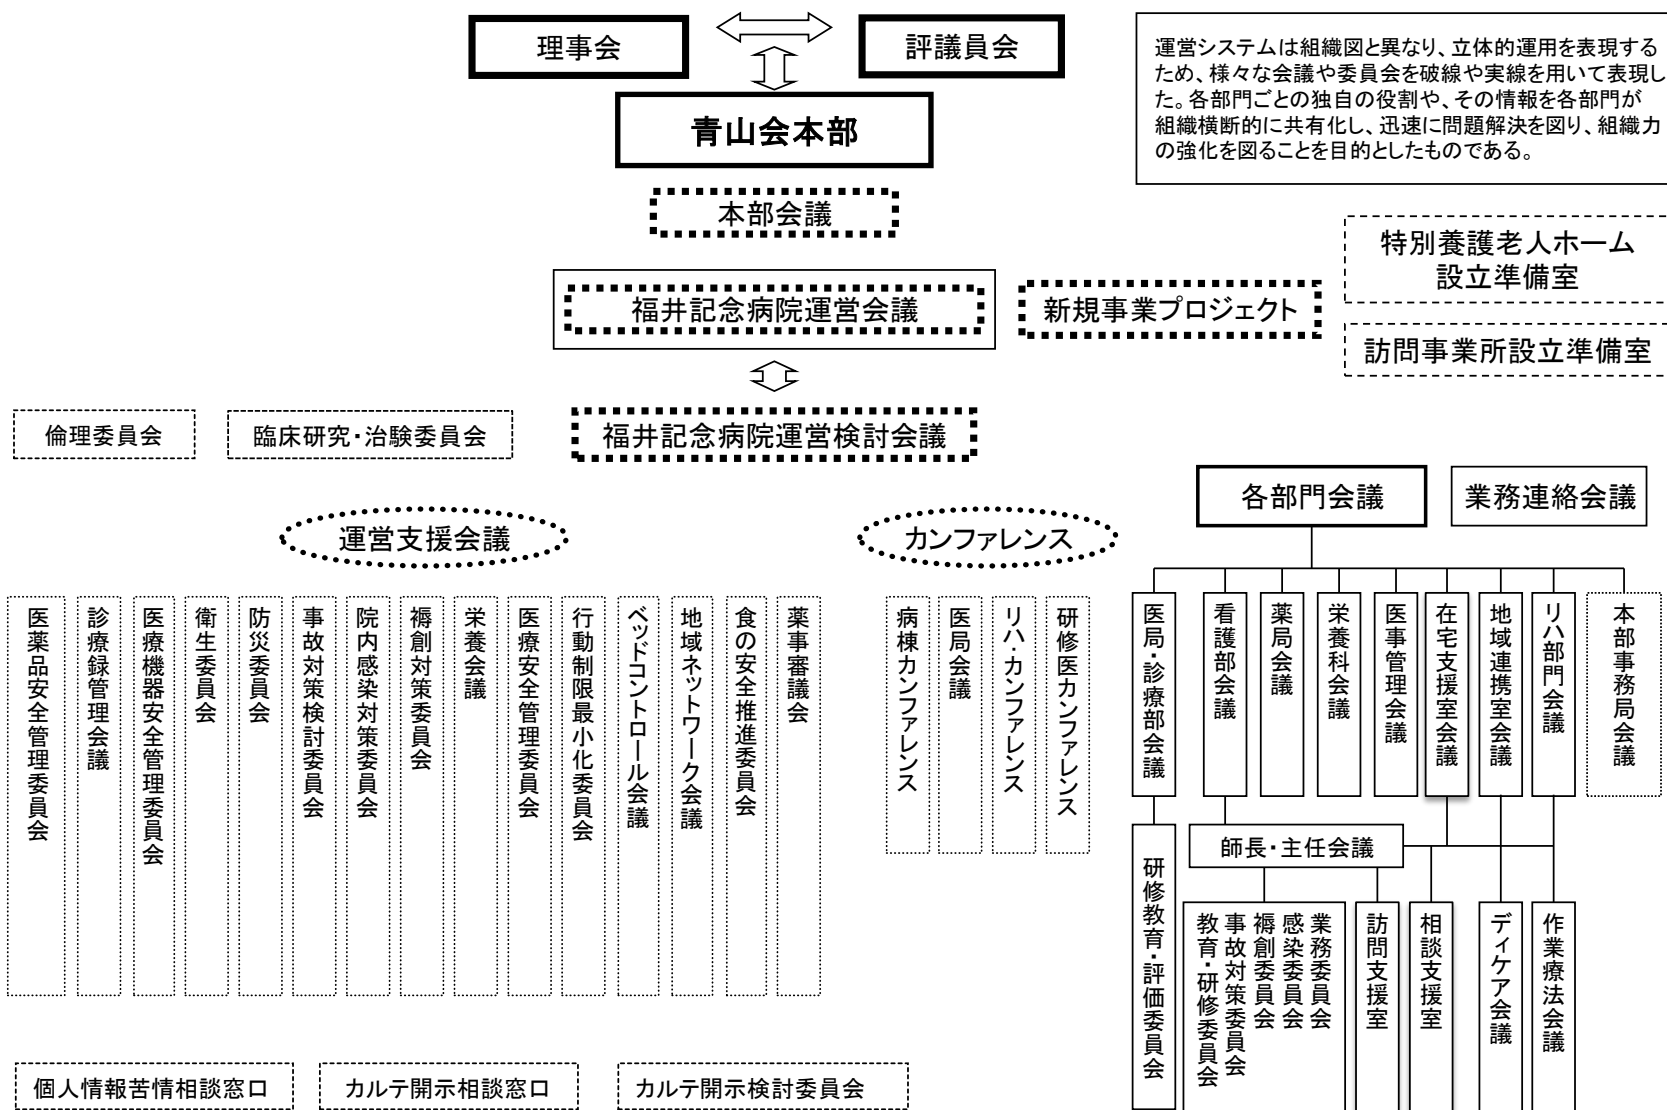 理事会
評議員会
運営システムは組織図と異なり、立体的運用を表現する
ため、様々な会議や委員会を破線や実線を用いて表現し
た。各部門ごとの独自の役割や、その情報を各部門が
組織横断的に共有化し、迅速に問題解決を図り、組織力
の強化を図ることを目的としたものである。
青山会本部
本部会議
特別養護老人ホーム
設立準備室
福井記念病院運営会議
新規事業プロジェクト
訪問事業所設立準備室
倫理委員会
臨床研究・治験委員会
福井記念病院運営検討会議
各部門会議
業務連絡会議
運営支援会議
カンファレンス
医薬品安全管理委員会
診療録管理会議
医療機器安全管理委員会
衛生委員会
防災委員会
事故対策検討委員会
院内感染対策委員会
褥創対策委員会
栄養会議
医療安全管理委員会
行動制限最小化委員会
ベッドコントロール会議
地域ネットワーク会議
食の安全推進委員会
薬事審議会
病棟カンファレンス
医局会議
リハ・カンファレンス
研修医カンファレンス
医局・診療部会議
看護部会議
薬局会議
栄養科会議
医事管理会議
在宅支援室会議
地域連携室会議
リハ部門会議
本部事務局会議
師長・主任会議
研修教育・評価委員会
業務委員会
感染委員会
褥創委員会
事故対策委員会
教育・研修委員会
訪問支援室
相談支援室
デイケア会議
作業療法会議
個人情報苦情相談窓口
カルテ開示相談窓口
カルテ開示検討委員会